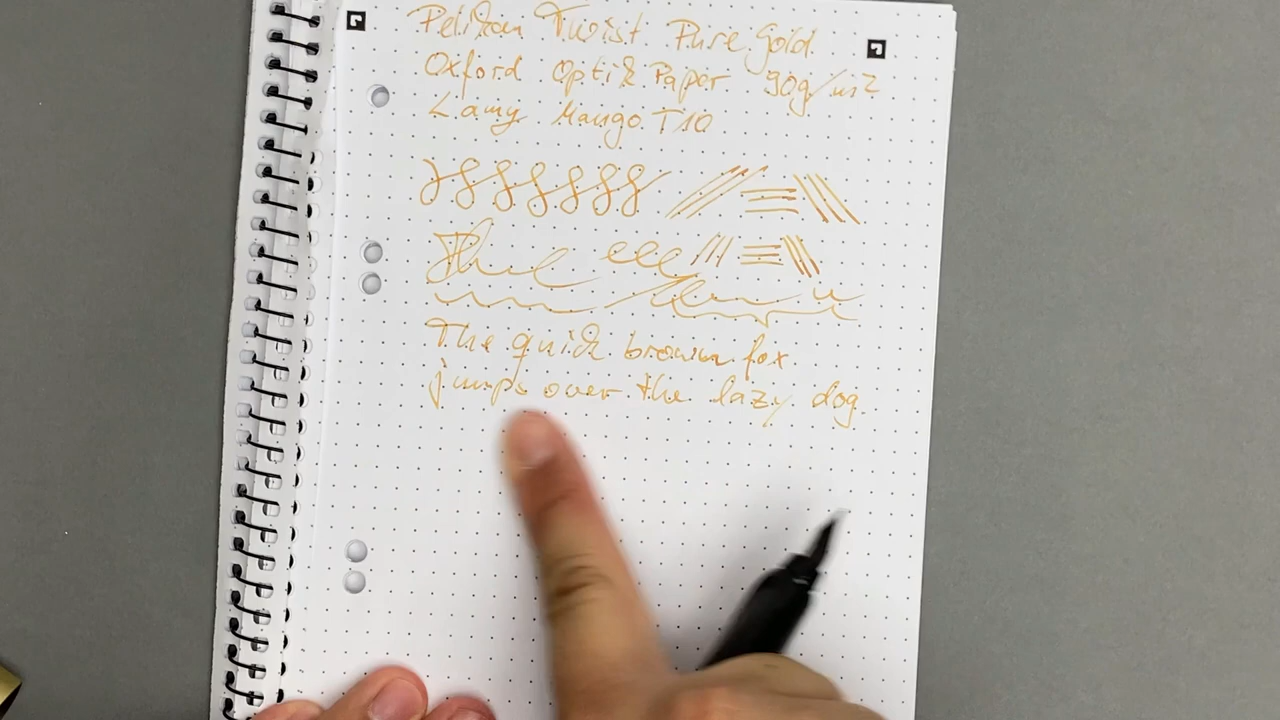 Pelikan Twist Pure Gold
Oxford Optik Paper 90g/m²
Lamy Mango T10
The quick brown fox
jumps over the lazy dog